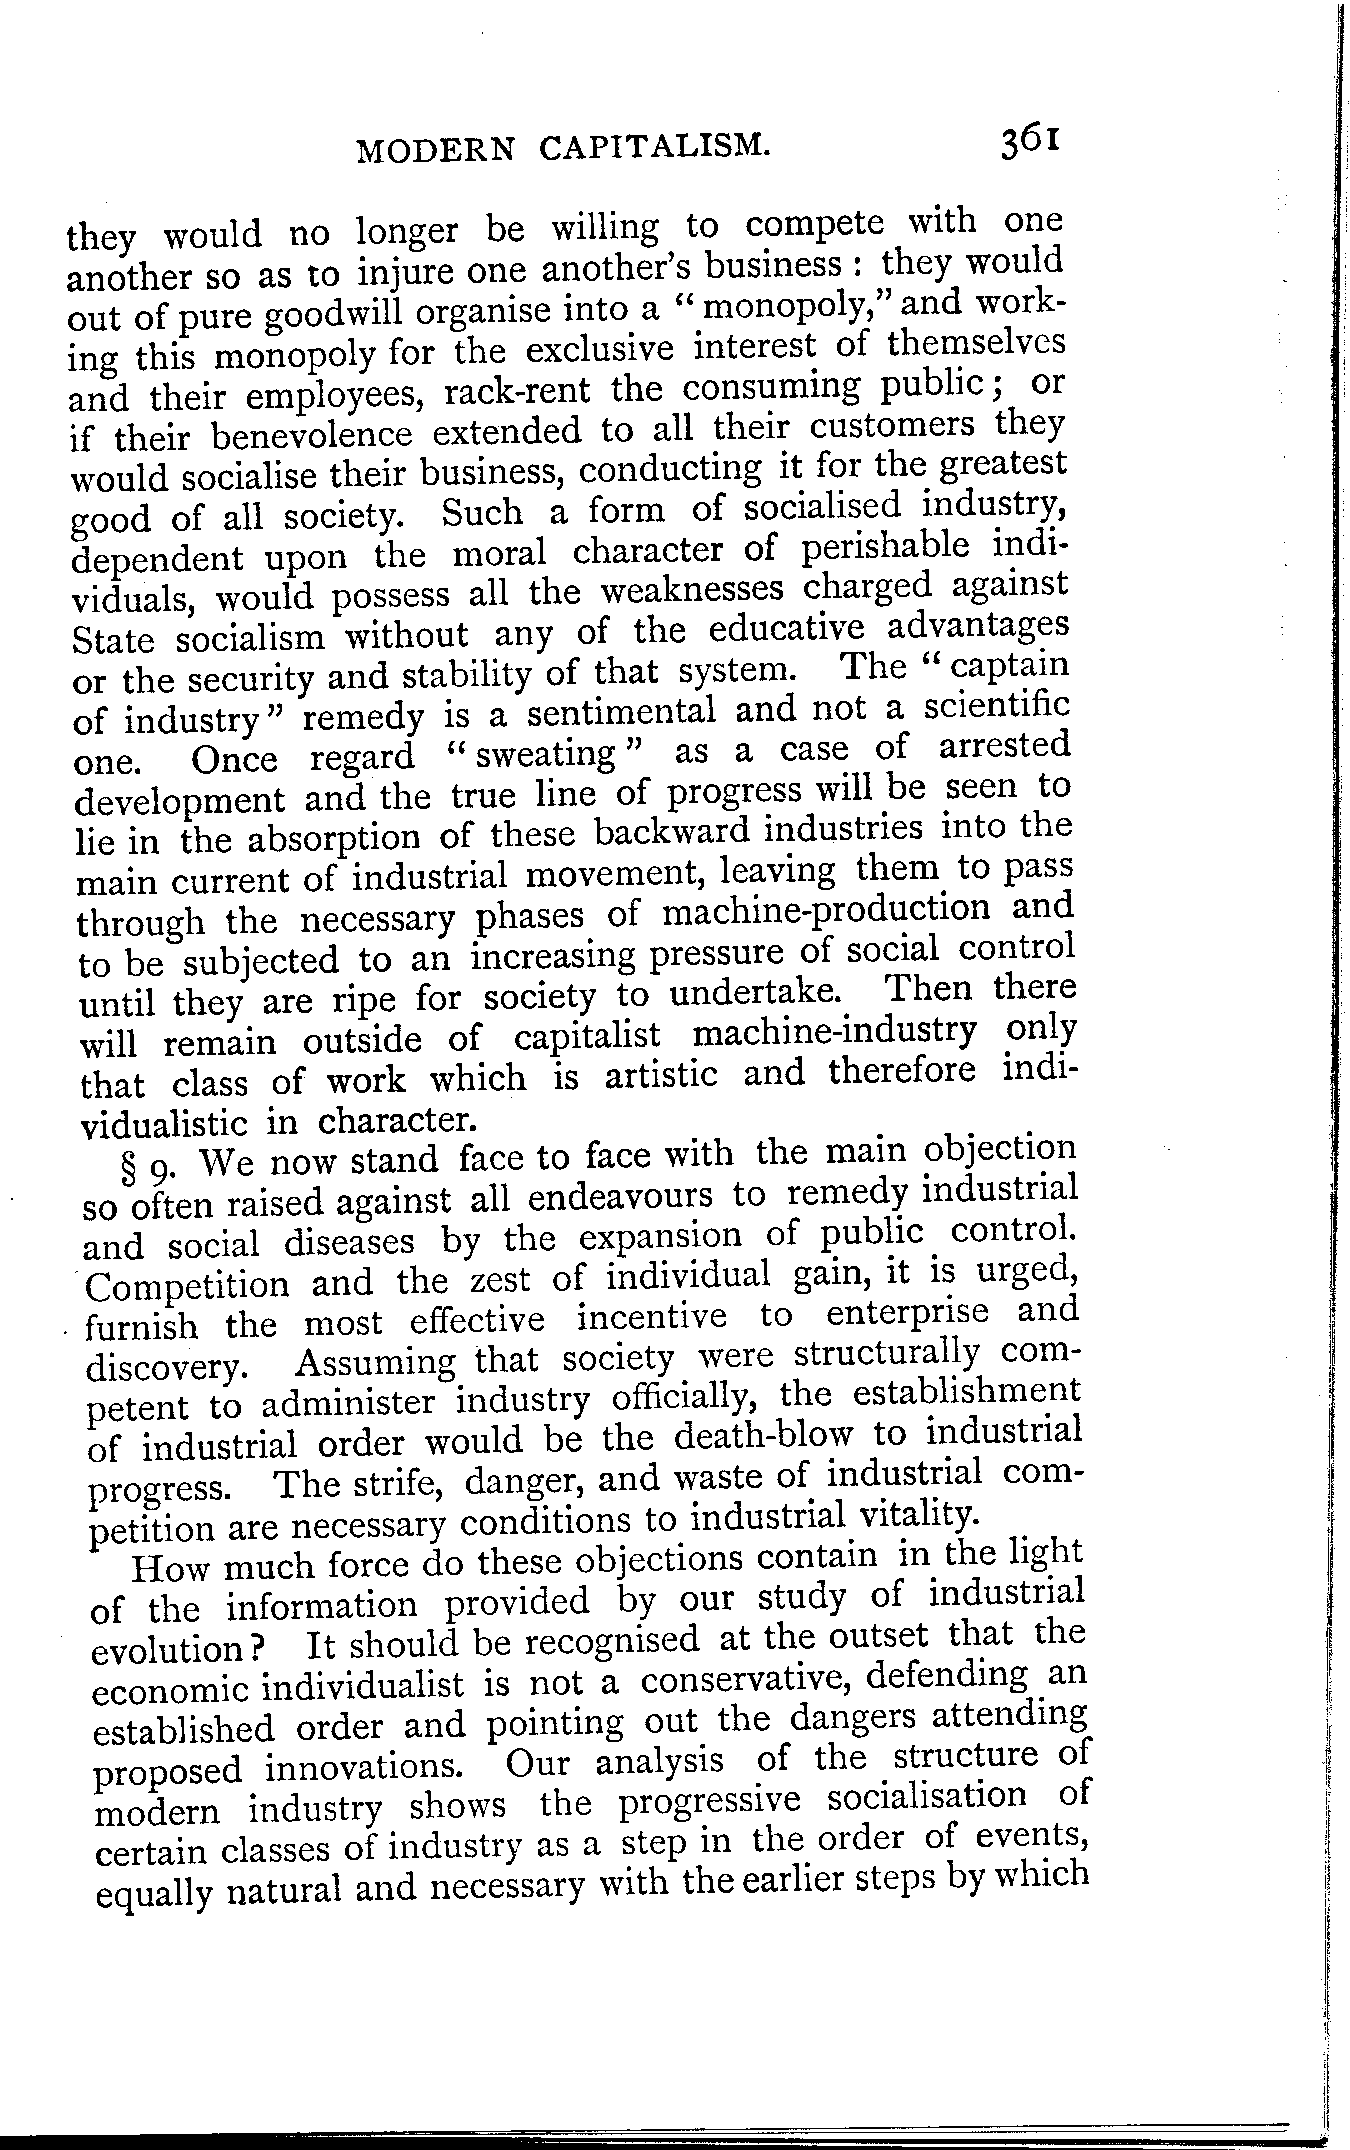 MODERN CAPITALISM. 361
they would no longer be willing to compete with one
another so as to injure one another's business : they would
out of pure goodwill organise into a “ monopoly,” and work-
ing this monopoly for the exclusive interest of themselves
and their employees, rack-rent the consuming public ; or
if their benevolence extended to all their customers they
would socialise their business, conducting it for the greatest
good of all society. Such a form of socialised industry,
dependent upon the moral character of perishable indi-
viduals, would possess all the weaknesses charged against
State socialism without any of the educative advantages
or the security and stability of that system. The “ captain
of industry ” remedy is a sentimental and not a scientific
one. Once regard “ sweating ” as a case of arrested
development and the true line of progress will be seen to
lie in the absorption of these backward industries into the
main current of industrial movement, leaving them to pass
through the necessary phases of machine-production and
to be subjected to an increasing pressure of social control
until they are ripe for society to undertake. Then there
will remain outside of capitalist machine-industry only
that class of work which is artistic and therefore indi-
vidualistic in character.
§ 9. We now stand face to face with the main objection
so often raised against all endeavours to remedy industrial
and social diseases by the expansion of public control.
Competition and the zest of individual gain, it is urged,
furnish the most effective incentive to enterprise and
discovery. Assuming that society were structurally com-
petent to administer industry officially, the establishment
of industrial order would be the death-blow to industrial
progress. The strife, danger, and waste of industrial com-
petition are necessary conditions to industrial vitality.
How much force do these objections contain in the light
of the information provided by our study of industrial
evolution ? It should be recognised at the outset that the
economic individualist is not a conservative, defending an
established order and pointing out the dangers attending
proposed innovations. Our analysis of the structure of
modern industry shows the progressive socialisation of
certain classes of industry as a step in the order of events,
equally natural and necessary with the earlier steps by which